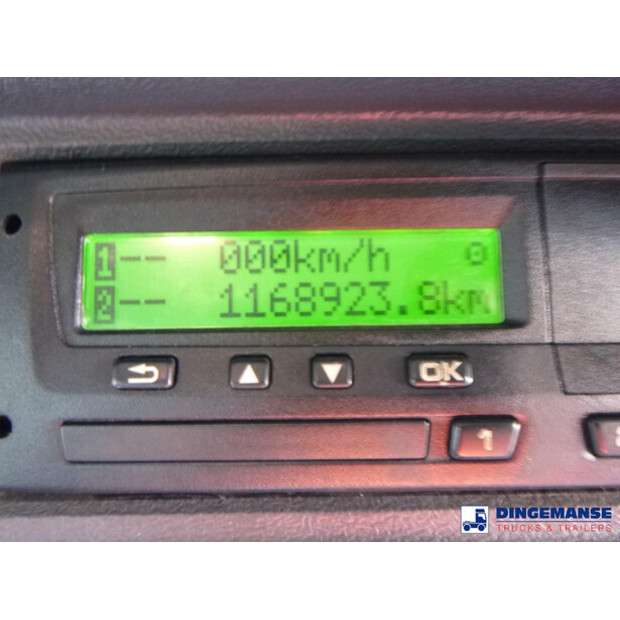 1 -- 000km/h
2 -- 1168923.8km
OK
1
DINGEMANSE
TRUCKS & TRAILERS